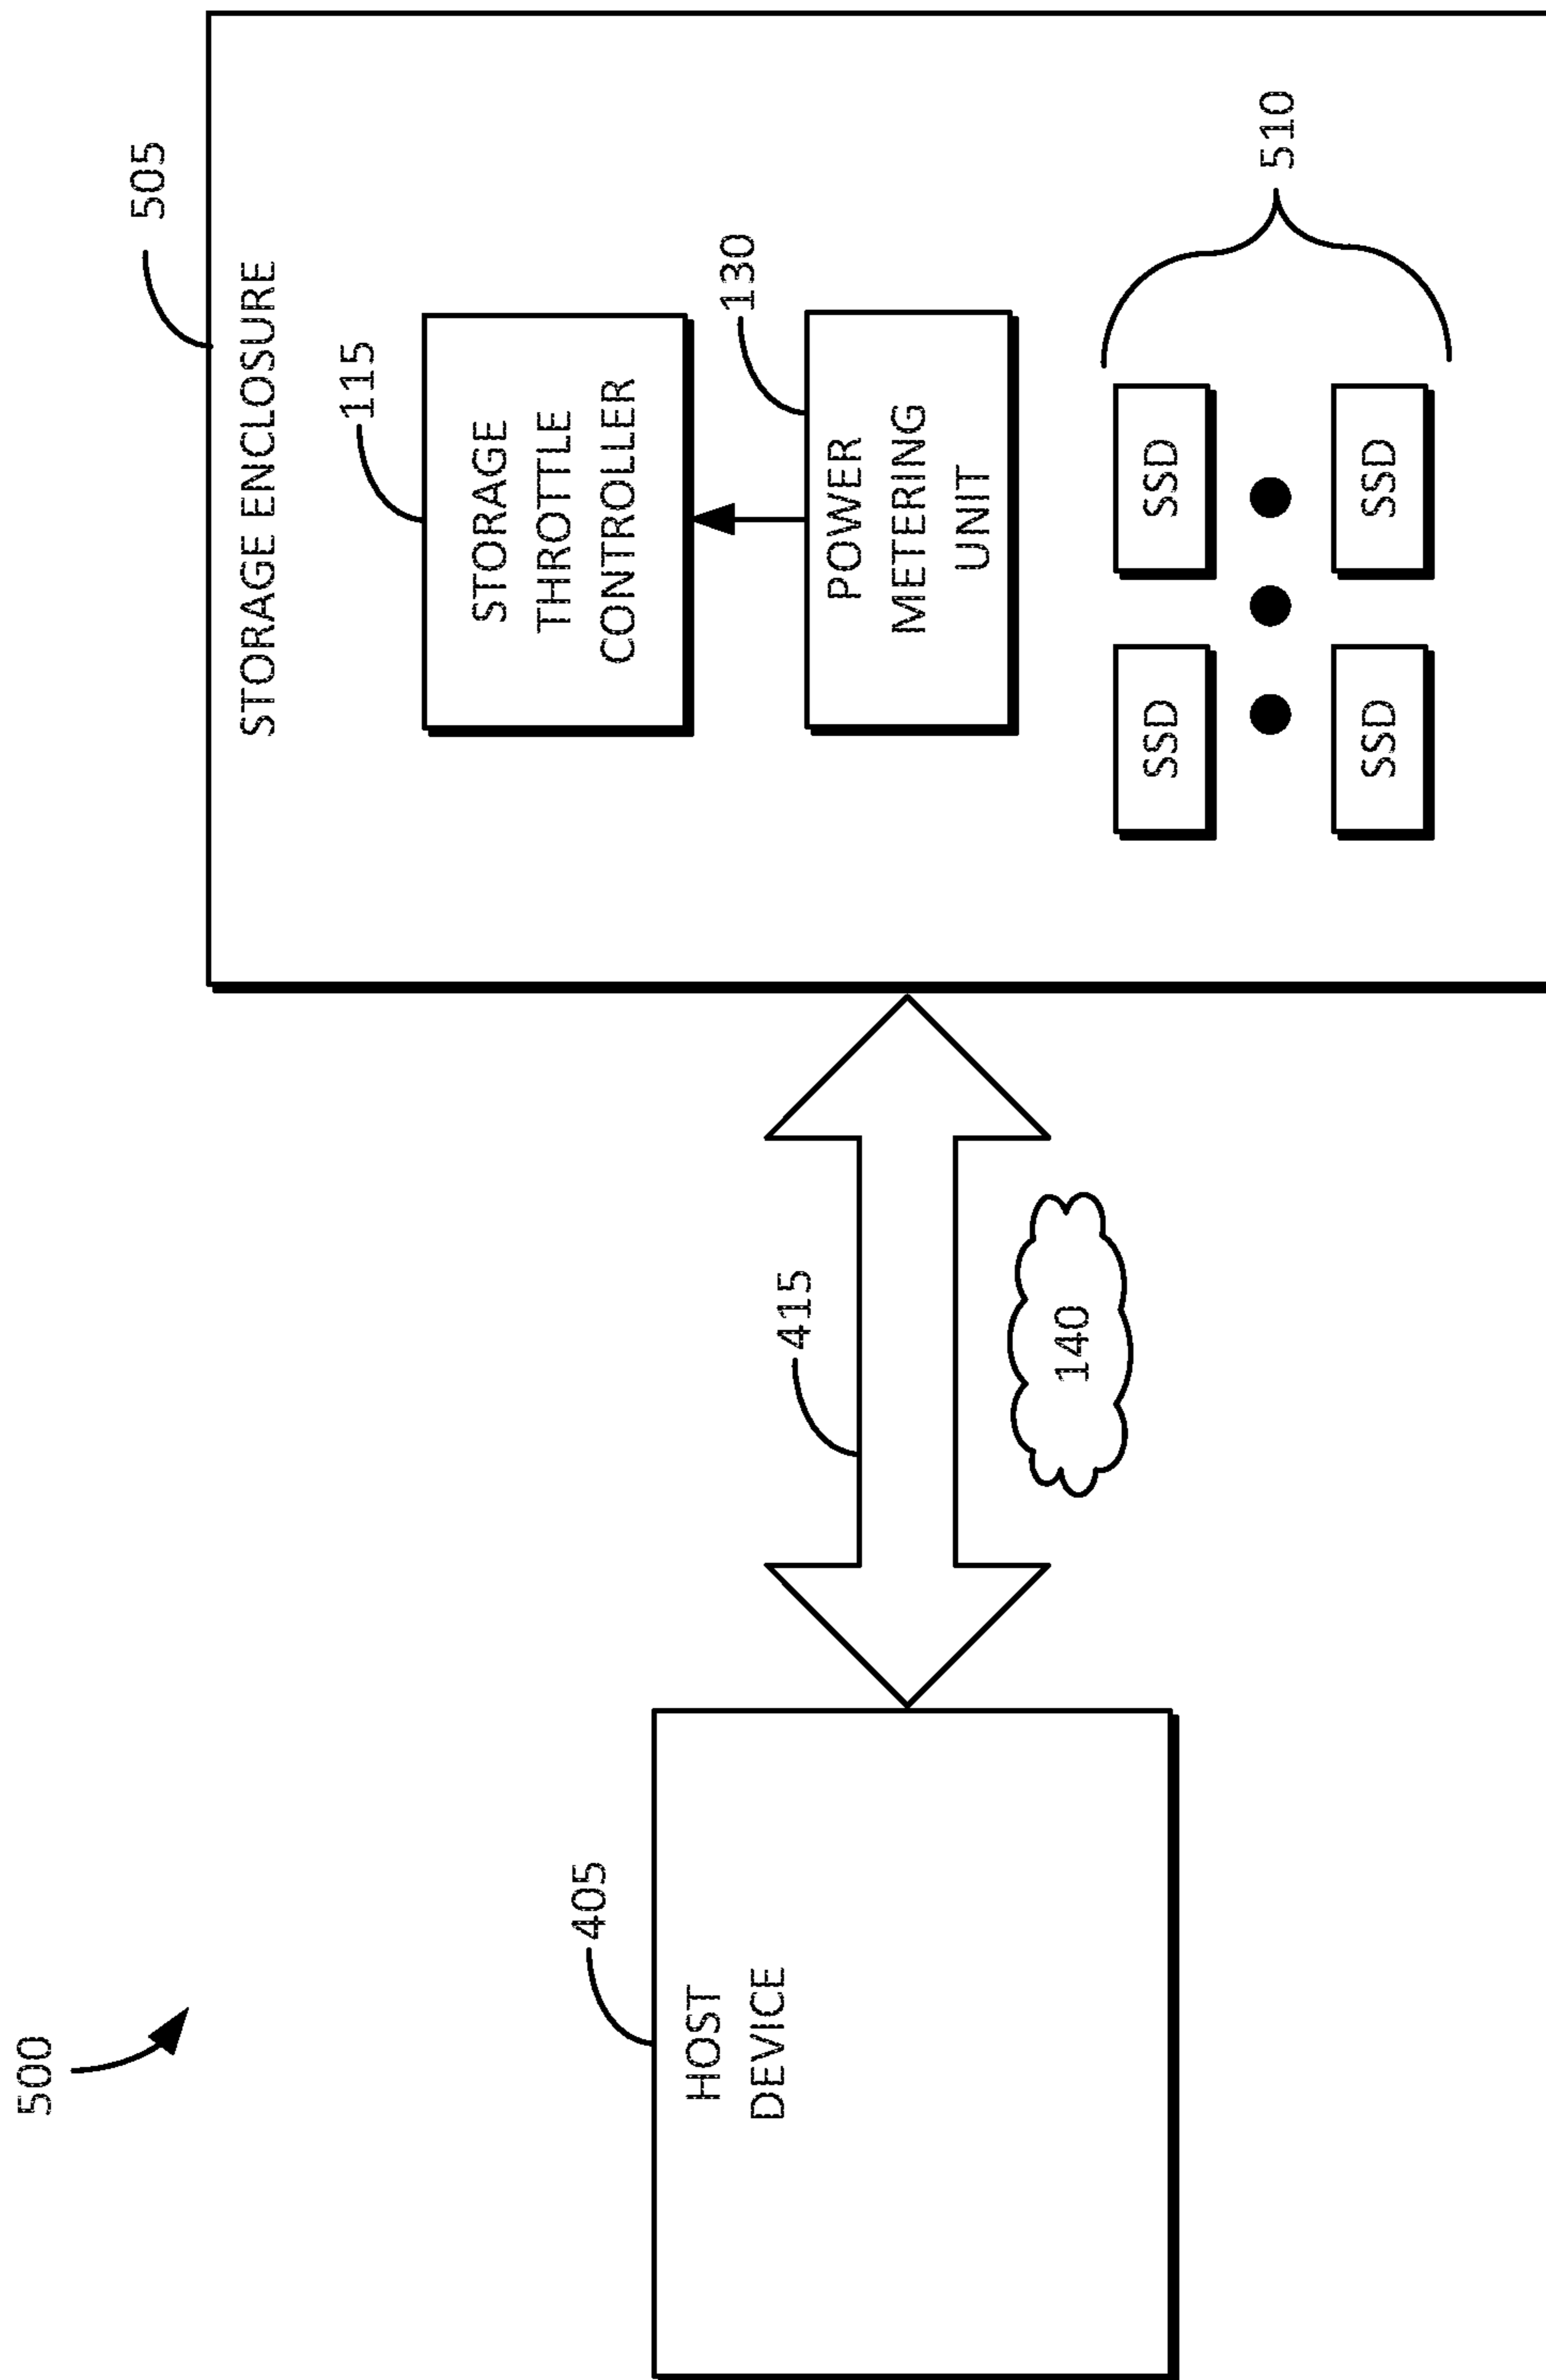 500
405
HOST
DEVICE
415
140
505
STORAGE ENCLOSURE
115
STORAGE
THROTTLE
CONTROLLER
130
POWER
METERING
UNIT
SSD
SSD
SSD
SSD
510